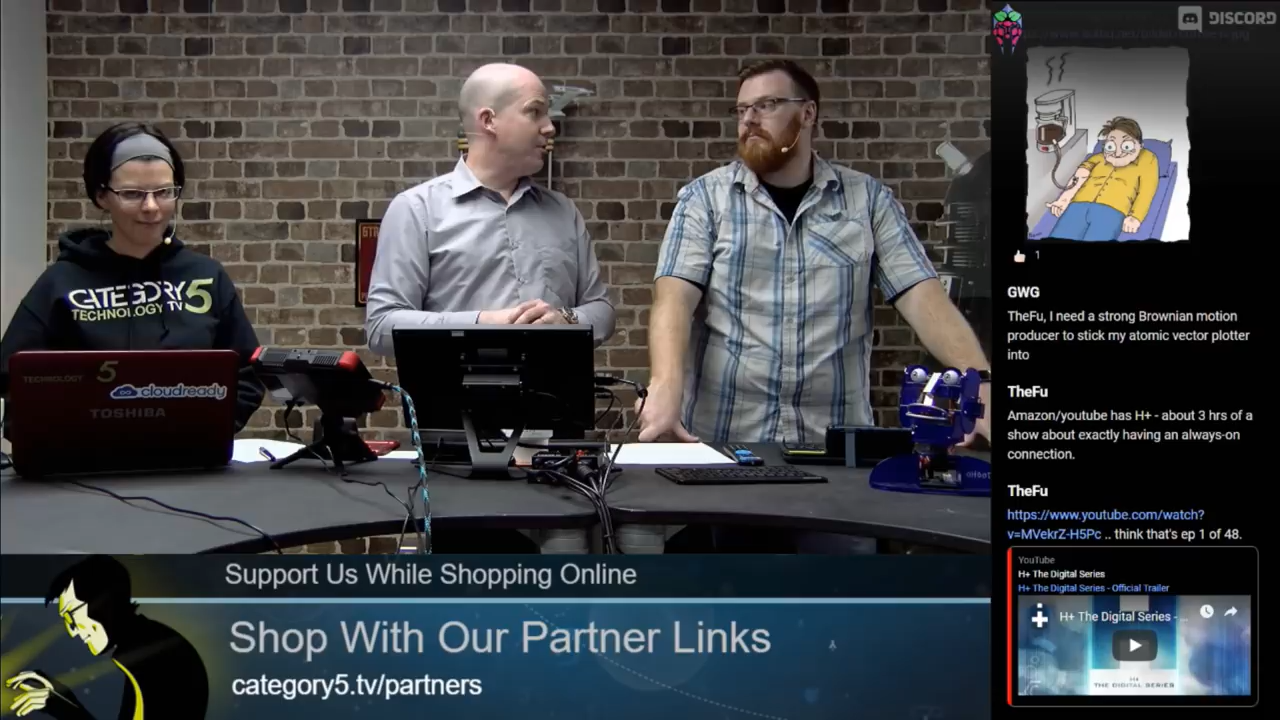 CATEGORY5
TECHNOLOGY TV
TECHNOLOGY 5
cloudready
TOSHIBA
Support Us While Shopping Online
Shop With Our Partner Links
category5.tv/partners
DISCORD
1
GWG
TheFu, I need a strong Brownian motion
producer to stick my atomic vector plotter
into
TheFu
Amazon/youtube has H+ - about 3 hrs of a
show about exactly having an always-on
connection.
TheFu
https://www.youtube.com/watch?
v=MVekrZ-H5Pc .. think that's ep 1 of 48.
YouTube
H+ The Digital Series
H+ The Digital Series - Official Trailer
H+ The Digital Series - ...
H+
THE DIGITAL SERIES